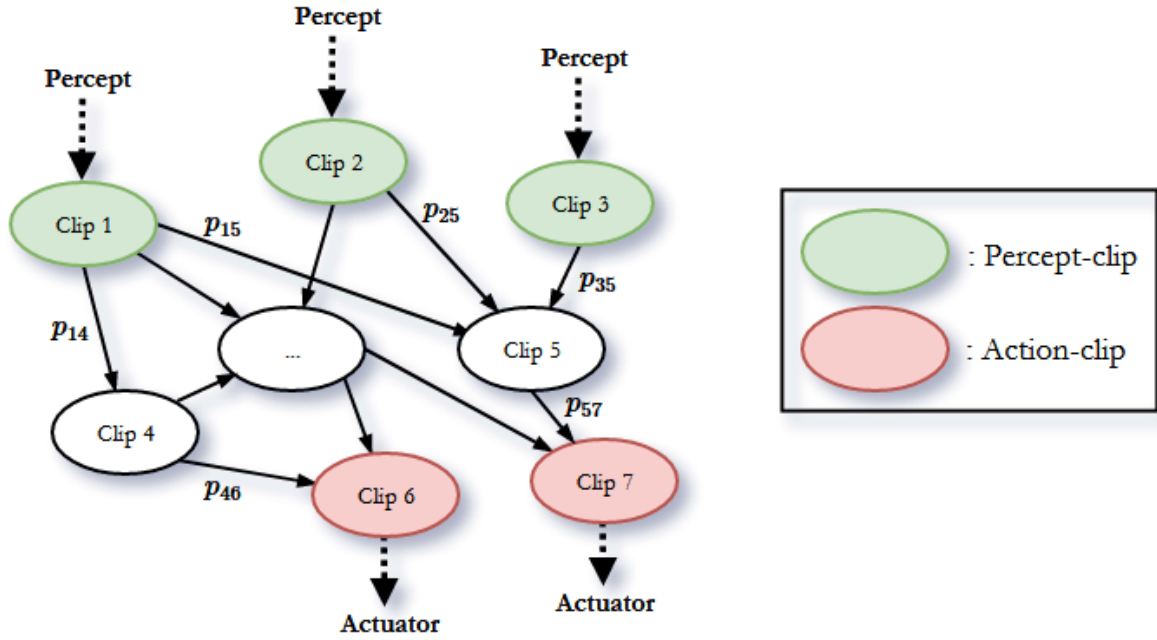 Percept
Percept
Percept
Clip 1
Clip 2
Clip 3
p15
p25
p35
p14
...
Clip 5
Clip 4
p57
p46
Clip 6
Clip 7
Actuator
Actuator
: Percept-clip
: Action-clip